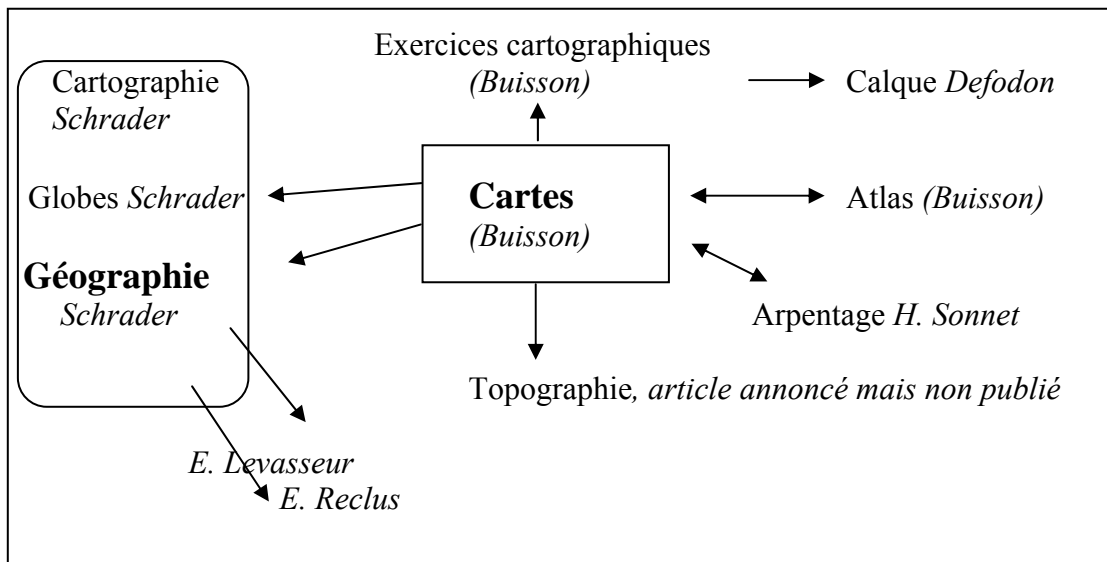 Exercices cartographiques
(Buisson)
Cartographie
Schrader
Calque Defodon
Globes Schrader
Cartes
(Buisson)
Atlas (Buisson)
Géographie
Schrader
Arpentage H. Sonnet
Topographie, article annoncé mais non publié
E. Levasseur
E. Reclus